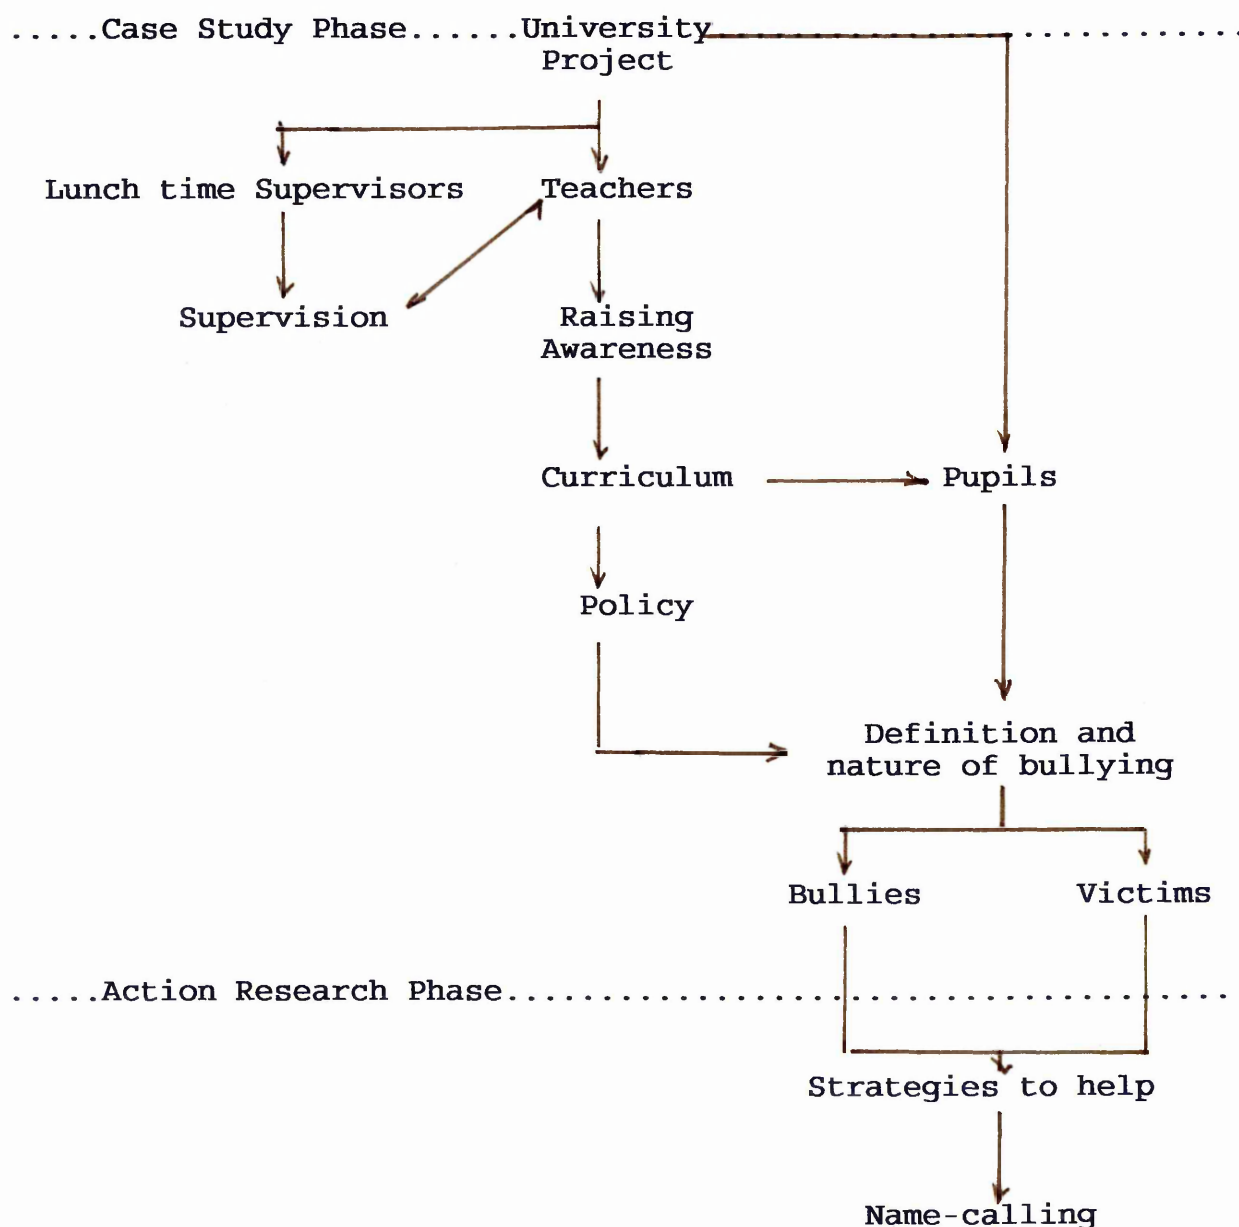 .....Case Study Phase......University............
Project
Lunch time Supervisors Teachers
Supervision Raising
Awareness
Curriculum Pupils
Policy
Definition and
nature of bullying
Bullies Victims
.....Action Research Phase..............................................
Strategies to help
Name-calling